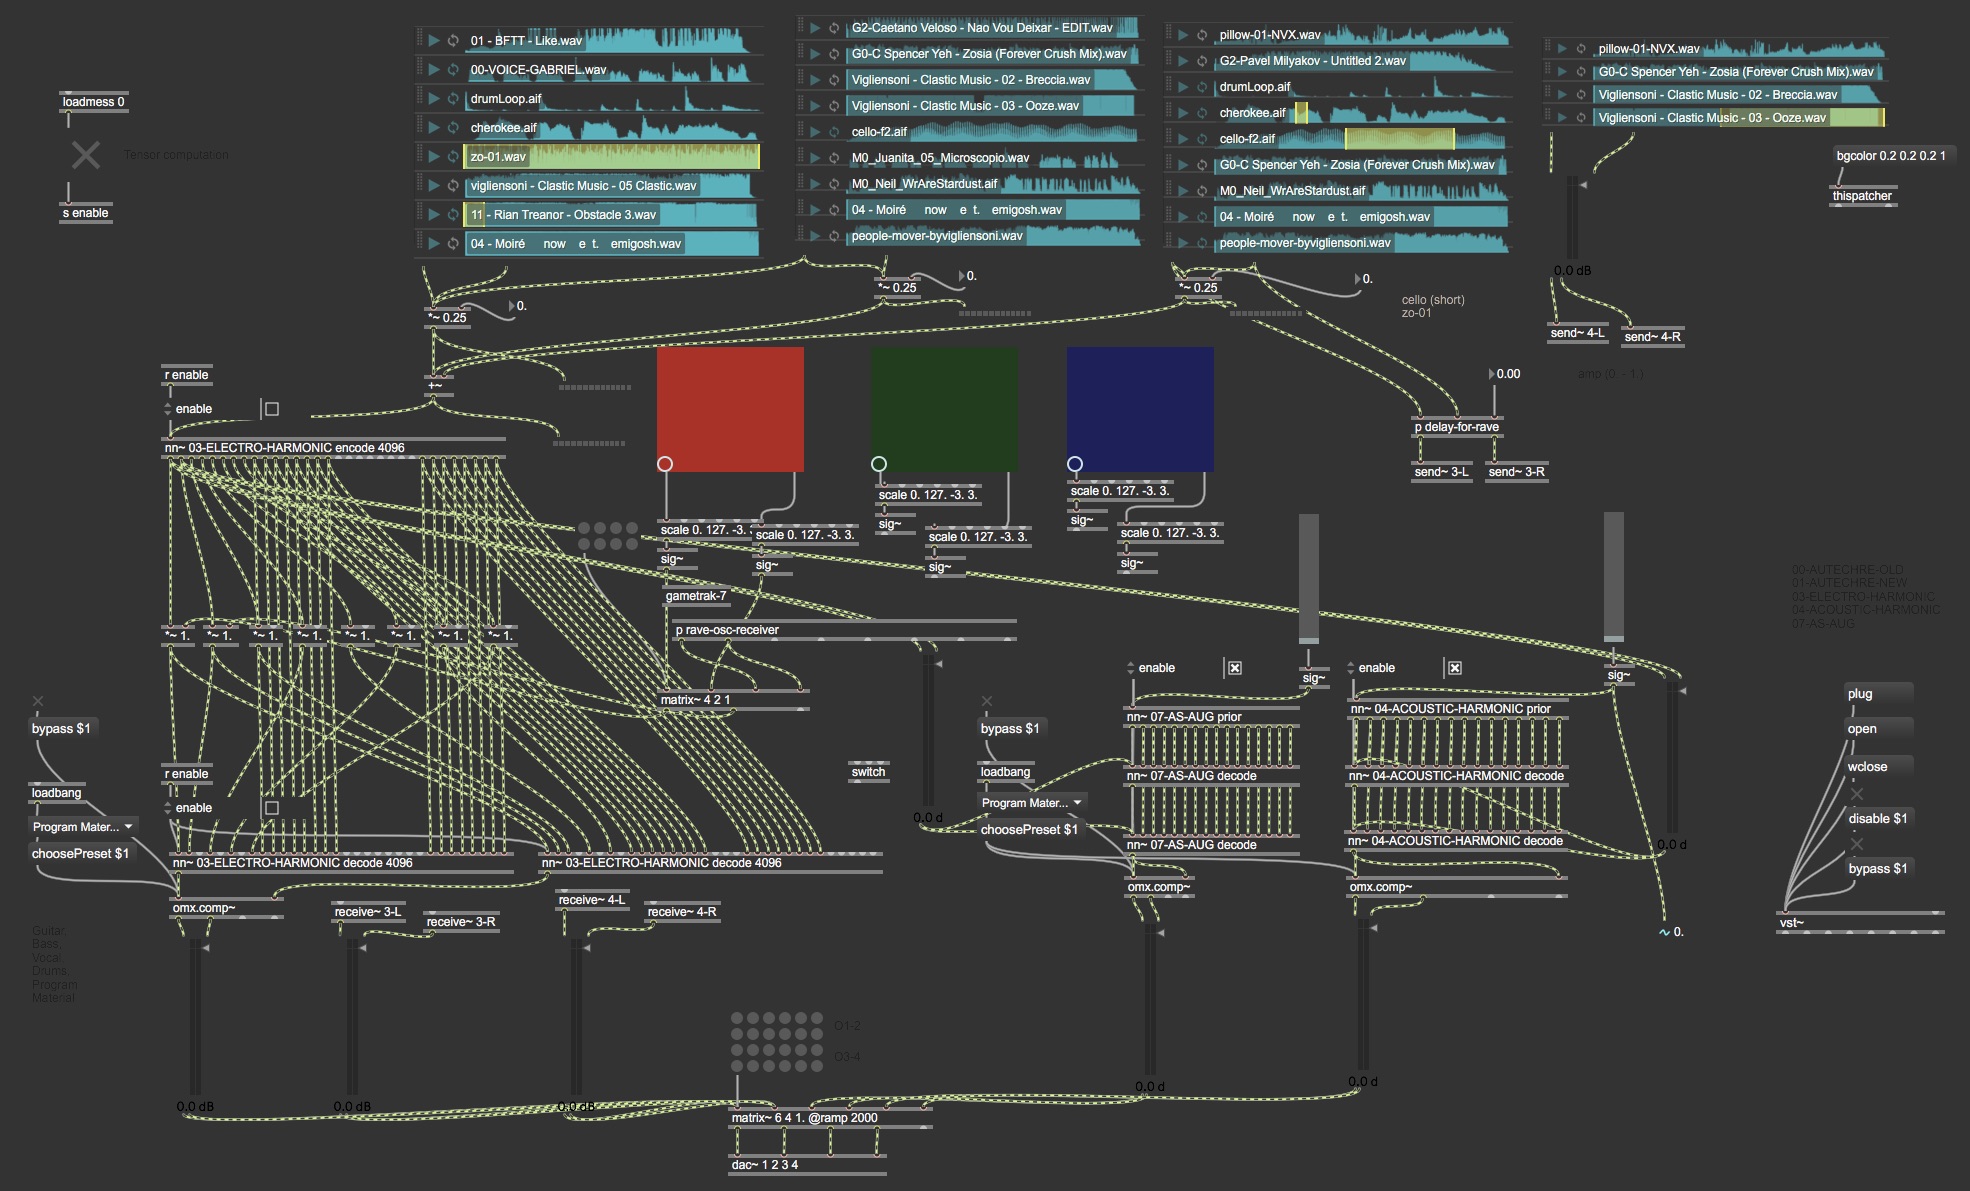 01 - BFTT - Like.wav
00-VOICE-GABRIEL.wav
drumLoop.aif
cherokee.aif
zo-01.wav
vigliensoni - Clastic Music - 05 Clastic.wav
11 - Rian Treanor - Obstacle 3.wav
04 - Moiré now e t. emigosh.wav
G2-Caetano Veloso - Nao Vou Deixar - EDIT.wav
G0-C Spencer Yeh - Zosia (Forever Crush Mix).wav
Vigliensoni - Clastic Music - 02 - Breccia.wav
Vigliensoni - Clastic Music - 03 - Ooze.wav
cello-f2.aif
M0_Juanita_05_Microscopio.wav
M0_Neil_WrAreStardust.aif
04 - Moiré now e t. emigosh.wav
people-mover-byvigliensoni.wav
pillow-01-NVX.wav
G2-Pavel Milyakov - Untitled 2.wav
drumLoop.aif
cherokee.aif
cello-f2.aif
G0-C Spencer Yeh - Zosia (Forever Crush Mix).wav
M0_Neil_WrAreStardust.aif
04 - Moiré now e t. emigosh.wav
people-mover-byvigliensoni.wav
pillow-01-NVX.wav
G0-C Spencer Yeh - Zosia (Forever Crush Mix).wav
Vigliensoni - Clastic Music - 02 - Breccia.wav
Vigliensoni - Clastic Music - 03 - Ooze.wav
loadmess 0
Tensor computation
s enable
bgcolor 0.2 0.2 0.2 1
thispatcher
0.0 dB
send~ 4-L
send~ 4-R
amp (0 - 1 )
*~ 0.25
0.
*~ 0.25
0.
*~ 0.25
0.
cello (short)
zo-01
+~
0.00
p delay-for-rave
send~ 3-L
send~ 3-R
r enable
enable
nn~ 03-ELECTRO-HARMONIC encode 4096
scale 0. 127. -3. 3.
sig~
scale 0. 127. -3.
scale 0. 127. -3. 3.
sig~
sig~
scale 0. 127. -3. 3.
sig~
scale 0. 127. -3. 3.
sig~
scale 0. 127. -3. 3.
sig~
gametrak-7
p rave-osc-receiver
*~ 1.
*~ 1.
*~ 1.
*~ 1.
*~ 1.
*~ 1.
*~ 1.
*~ 1.
matrix~ 4 2 1
00-AUTECHRE-OLD
01-AUTECHRE-NEW
03-ELECTRO-HARMONIC
04-ACOUSTIC-HARMONIC
07-AS-AUG
bypass $1
loadbang
Program Mater...
choosePreset $1
r enable
enable
nn~ 03-ELECTRO-HARMONIC decode 4096
nn~ 03-ELECTRO-HARMONIC decode 4096
omx.comp~
receive~ 3-L
receive~ 3-R
receive~ 4-L
receive~ 4-R
switch
0.0 d
bypass $1
loadbang
Program Mater...
choosePreset $1
enable
sig~
nn~ 07-AS-AUG prior
nn~ 07-AS-AUG decode
nn~ 07-AS-AUG decode
omx.comp~
enable
sig~
nn~ 04-ACOUSTIC-HARMONIC prior
nn~ 04-ACOUSTIC-HARMONIC decode
nn~ 04-ACOUSTIC-HARMONIC decode
omx.comp~
0.0 d
0.
plug
open
wclose
disable $1
bypass $1
vst~
Guitar,
Bass,
Vocal,
Drums,
Program
Material
0.0 dB
0.0 dB
0.0 dB
O1-2
O3-4
0.0 d
0.0 d
matrix~ 6 4 1. @ramp 2000
dac~ 1 2 3 4